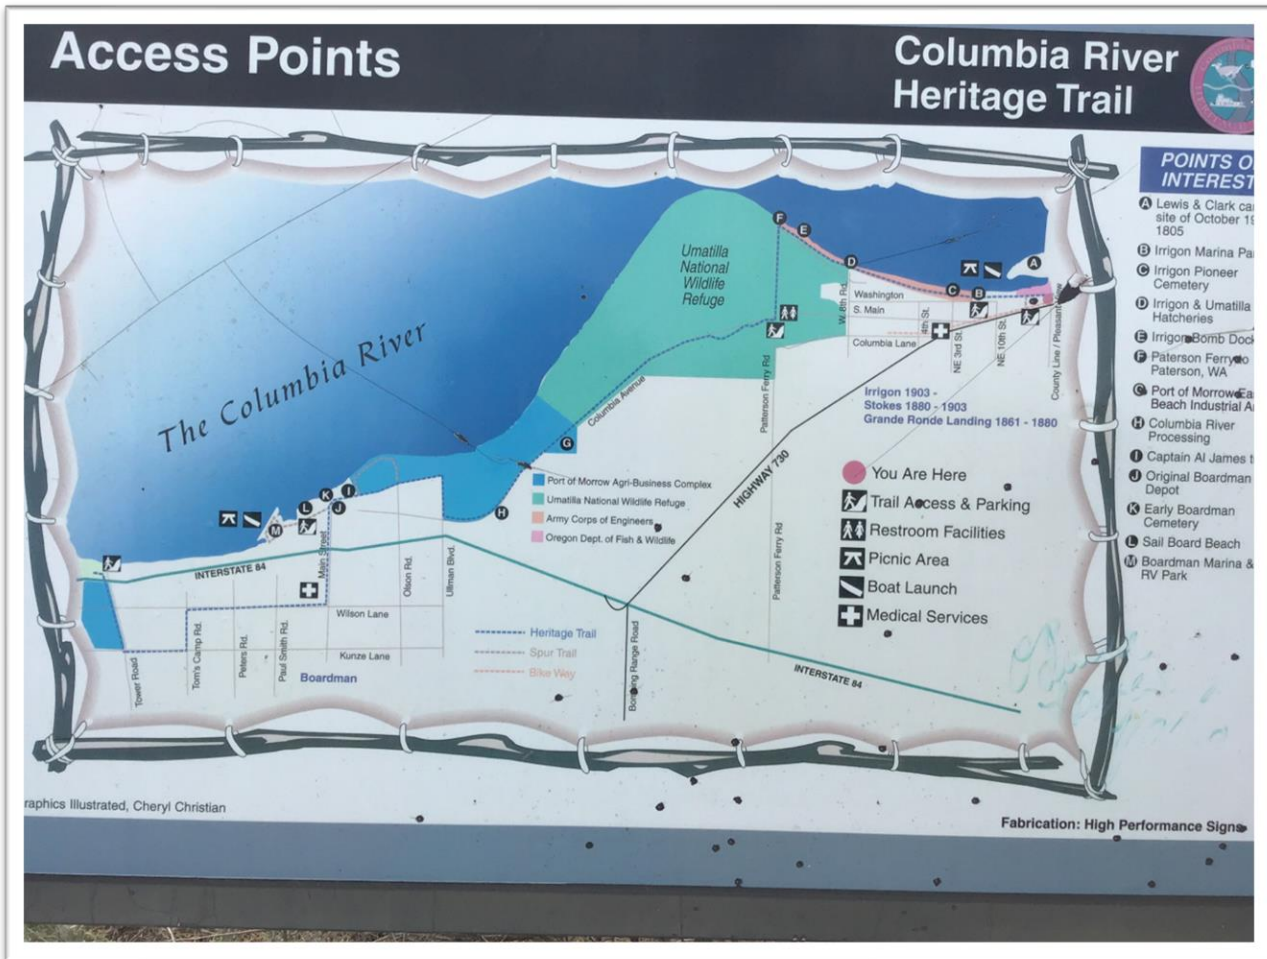 Access Points
Columbia River
Heritage Trail
POINTS O
INTEREST
A Lewis & Clark ca
site of October 19
1805
B Irrigon Marina Pa
C Irrigon Pioneer
Cemetery
D Irrigon & Umatilla
Hatcheries
E Irrigon Bomb Dock
F Paterson Ferry to
Paterson, WA
Port of Morrow Ea
Beach Industrial A
H Columbia River
Processing
I Captain Al James
J Original Boardman
Depot
K Early Boardman
Cemetery
L Sail Board Beach
M Boardman Marina &
RV Park
The Columbia River
Umatilla
National
Wildlife
Refuge
F
E
D
A
C
B
Washington
S. Main
Columbia Lane
W. 8th Rd.
4th St.
NE 3rd St.
NE 10th St.
County Line / Pleasant View
Patterson Ferry Rd
Columbia Avenue
G
H
I
J
K
L
M
Irrigon 1903 -
Stokes 1880 - 1903
Grande Ronde Landing 1861 - 1880
HIGHWAY 730
Port of Morrow Agri-Business Complex
Umatilla National Wildlife Refuge
Army Corps of Engineers
Oregon Dept. of Fish & Wildlife
You Are Here
Trail Access & Parking
Restroom Facilities
Picnic Area
Boat Launch
Medical Services
INTERSTATE 84
Main Street
Olson Rd.
Ullman Blvd.
Patterson Ferry Rd
Wilson Lane
Kunze Lane
Tower Road
Tom's Camp Rd.
Peters Rd.
Paul Smith Rd.
Boardman
Heritage Trail
Spur Trail
Bike Way
Bombing Range Road
INTERSTATE 84
raphics Illustrated, Cheryl Christian
Fabrication: High Performance Signs